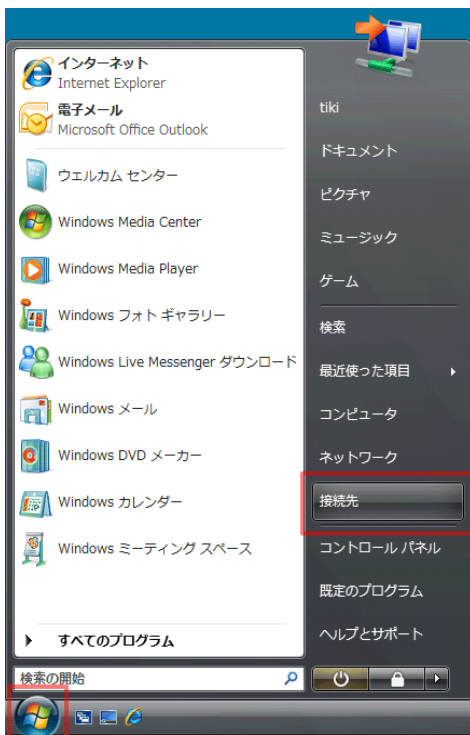 インターネット
Internet Explorer
電子メール
Microsoft Office Outlook
ウェルカム センター
Windows Media Center
Windows Media Player
Windows フォト ギャラリー
Windows Live Messenger ダウンロード
Windows メール
Windows DVD メーカー
Windows カレンダー
Windows ミーティング スペース
すべてのプログラム
検索の開始
tiki
ドキュメント
ピクチャ
ミュージック
ゲーム
検索
最近使った項目
コンピュータ
ネットワーク
接続先
コントロール パネル
既定のプログラム
ヘルプとサポート